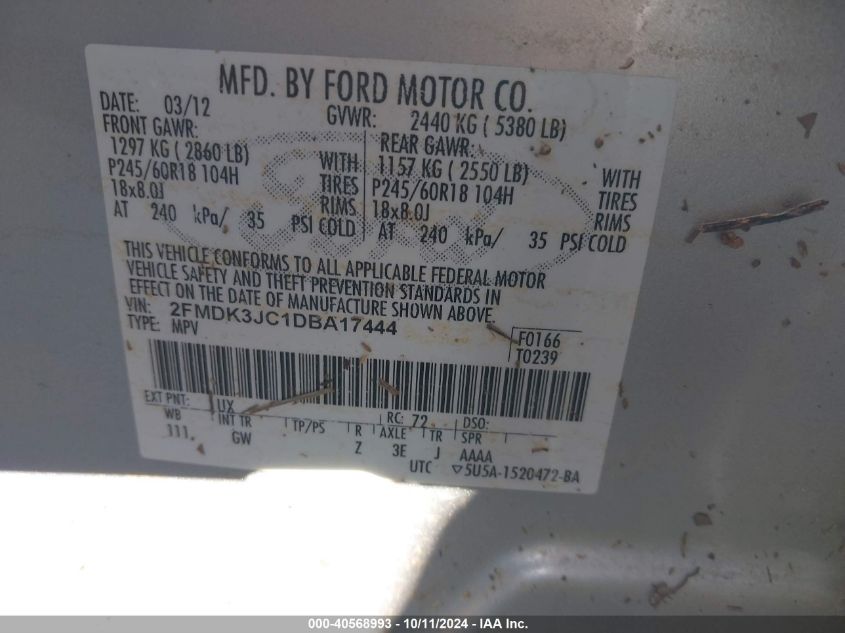 MFD. BY FORD MOTOR CO.
DATE: 03/12 GVWR: 2440 KG ( 5380 LB)
FRONT GAWR: REAR GAWR:
1297 KG ( 2860 LB) WITH 1157 KG ( 2550 LB) WITH
P245/60R18 104H TIRES P245/60R18 104H TIRES
18x8.0J RIMS 18x8.0J RIMS
AT 240 kPa/ 35 PSI COLD AT 240 kPa/ 35 PSI COLD
THIS VEHICLE CONFORMS TO ALL APPLICABLE FEDERAL MOTOR
VEHICLE SAFETY AND THEFT PREVENTION STANDARDS IN
EFFECT ON THE DATE OF MANUFACTURE SHOWN ABOVE.
VIN: 2FMDK3JC1DBA17444
TYPE: MPV
F0166
T0239
EXT PNT: UX RC: 72 DSO:
WB INT TR TP/PS R AXLE TR SPR
111. GW Z 3E J AAAA
UTC ▽5U5A-1520472-BA
000-40568993 - 10/11/2024 - IAA Inc.